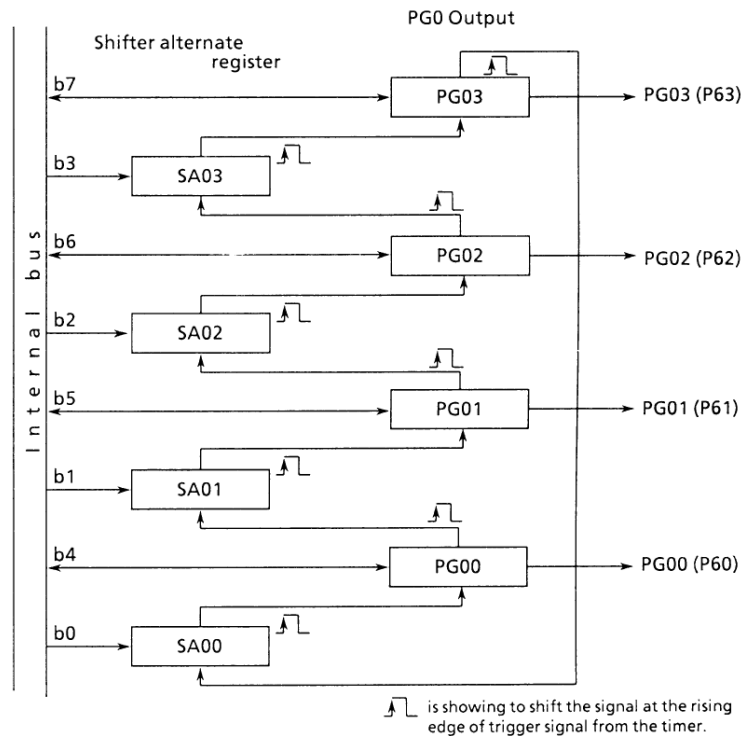 PG0 Output
Shifter alternate
register
b7
PG03
PG03 (P63)
b3
SA03
b6
PG02
PG02 (P62)
b2
SA02
b5
PG01
PG01 (P61)
b1
SA01
b4
PG00
PG00 (P60)
b0
SA00
Internal bus
is showing to shift the signal at the rising
edge of trigger signal from the timer.